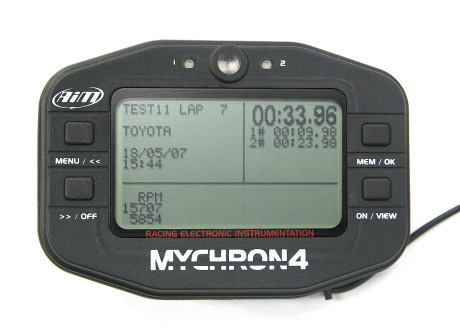 1 2
AiM
TEST11 LAP 7
00:33.96
1# 00:09.98
2# 00:23.98
TOYOTA
18/05/07
15:44
RPM
15707
5854
MENU / <<
>> / OFF
MEM / OK
ON / VIEW
RACING ELECTRONIC INSTRUMENTATION
MYCHRON4